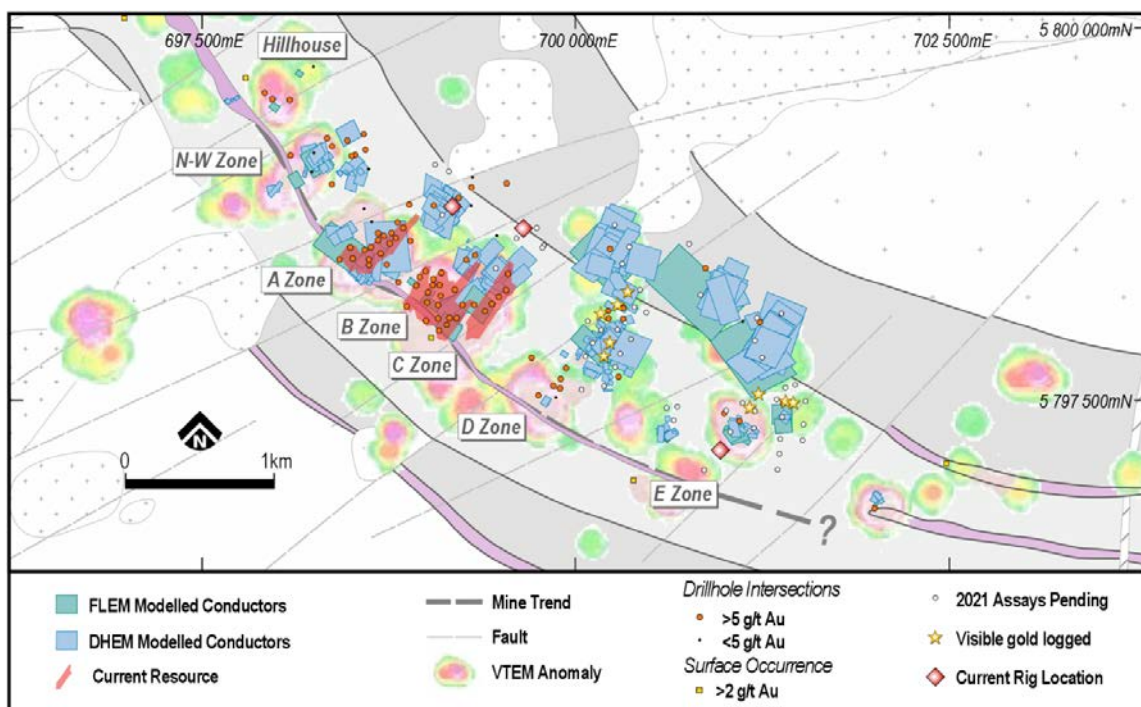 697 500mE
700 000mE
702 500mE
5 800 000mN
Hillhouse
N-W Zone
A Zone
B Zone
C Zone
D Zone
E Zone
5 797 500mN
N
0
1km
?
FLEM Modelled Conductors
DHEM Modelled Conductors
Current Resource
Mine Trend
Fault
VTEM Anomaly
Drillhole Intersections
>5 g/t Au
<5 g/t Au
Surface Occurrence
>2 g/t Au
2021 Assays Pending
Visible gold logged
Current Rig Location